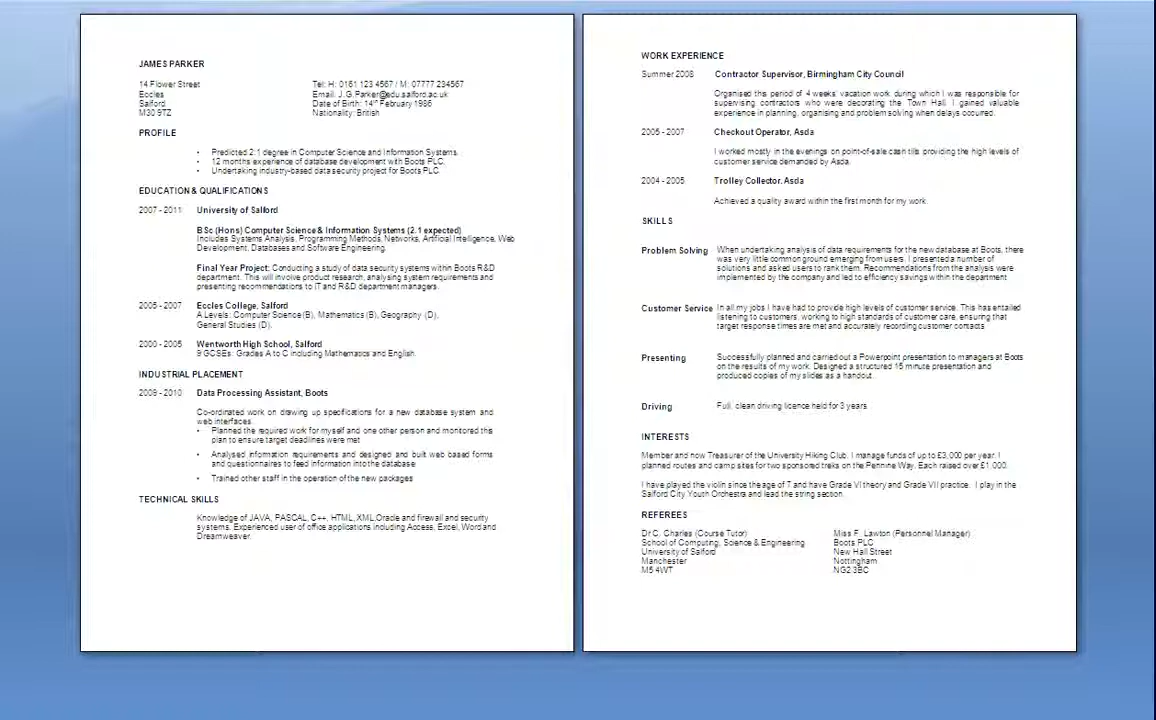 JAMES PARKER
14 Flower Street
Eccles
Salford
M30 9TZ
Tel: H: 0161 123 4567 / M: 07777 234567
Email: J.G.Parker@edu.salford.ac.uk
Date of Birth: 14th February 1986
Nationality: British
PROFILE
• Predicted 2:1 degree in Computer Science and Information Systems.
• 12 months experience of database development with Boots PLC.
• Undertaking industry-based data security project for Boots PLC.
EDUCATION & QUALIFICATIONS
2007 - 2011 University of Salford
BSc (Hons) Computer Science & Information Systems (2.1 expected)
Includes Systems Analysis, Programming Methods, Networks, Artificial Intelligence, Web
Development, Databases and Software Engineering.
Final Year Project: Conducting a study of data security systems within Boots R&D
department. This will involve product research, analysing system requirements and
presenting recommendations to IT and R&D department managers.
2005 - 2007 Eccles College, Salford
A Levels: Computer Science (B), Mathematics (B), Geography (D),
General Studies (D).
2000 - 2005 Wentworth High School, Salford
9 GCSEs: Grades A to C including Mathematics and English.
INDUSTRIAL PLACEMENT
2009 - 2010 Data Processing Assistant, Boots
Co-ordinated work on drawing up specifications for a new database system and
web interfaces.
• Planned the required work for myself and one other person and monitored this
plan to ensure target deadlines were met
• Analysed information requirements and designed and built web based forms
and questionnaires to feed information into the database
• Trained other staff in the operation of the new packages
TECHNICAL SKILLS
Knowledge of JAVA, PASCAL, C++, HTML, XML,Oracle and firewall and security
systems. Experienced user of office applications including Access, Excel, Word and
Dreamweaver.
WORK EXPERIENCE
Summer 2008 Contractor Supervisor, Birmingham City Council
Organised this period of 4 weeks' vacation work during which I was responsible for
supervising contractors who were decorating the Town Hall. I gained valuable
experience in planning, organising and problem solving when delays occurred.
2005 - 2007 Checkout Operator, Asda
I worked mostly in the evenings on point-of-sale cash tills, providing the high levels of
customer service demanded by Asda.
2004 - 2005 Trolley Collector, Asda
Achieved a quality award within the first month for my work.
SKILLS
Problem Solving When undertaking analysis of data requirements for the new database at Boots, there
was very little common ground emerging from users. I presented a number of
solutions and asked users to rank them. Recommendations from the analysis were
implemented by the company and led to efficiency savings within the department
Customer Service In all my jobs I have had to provide high levels of customer service. This has entailed
listening to customers, working to high standards of customer care, ensuring that
target response times are met and accurately recording customer contacts
Presenting Successfully planned and carried out a Powerpoint presentation to managers at Boots
on the results of my work. Designed a structured 15 minute presentation and
produced copies of my slides as a handout.
Driving Full, clean driving licence held for 3 years
INTERESTS
Member and now Treasurer of the University Hiking Club. I manage funds of up to £3,000 per year. I
planned routes and camp sites for two sponsored treks on the Pennine Way. Each raised over £1,000.
I have played the violin since the age of 7 and have Grade VI theory and Grade VII practice. I play in the
Salford City Youth Orchestra and lead the string section.
REFEREES
Dr C. Charles (Course Tutor)
School of Computing, Science & Engineering
University of Salford
Manchester
M5 4WT
Miss F. Lawton (Personnel Manager)
Boots PLC
New Hall Street
Nottingham
NG2 3BC